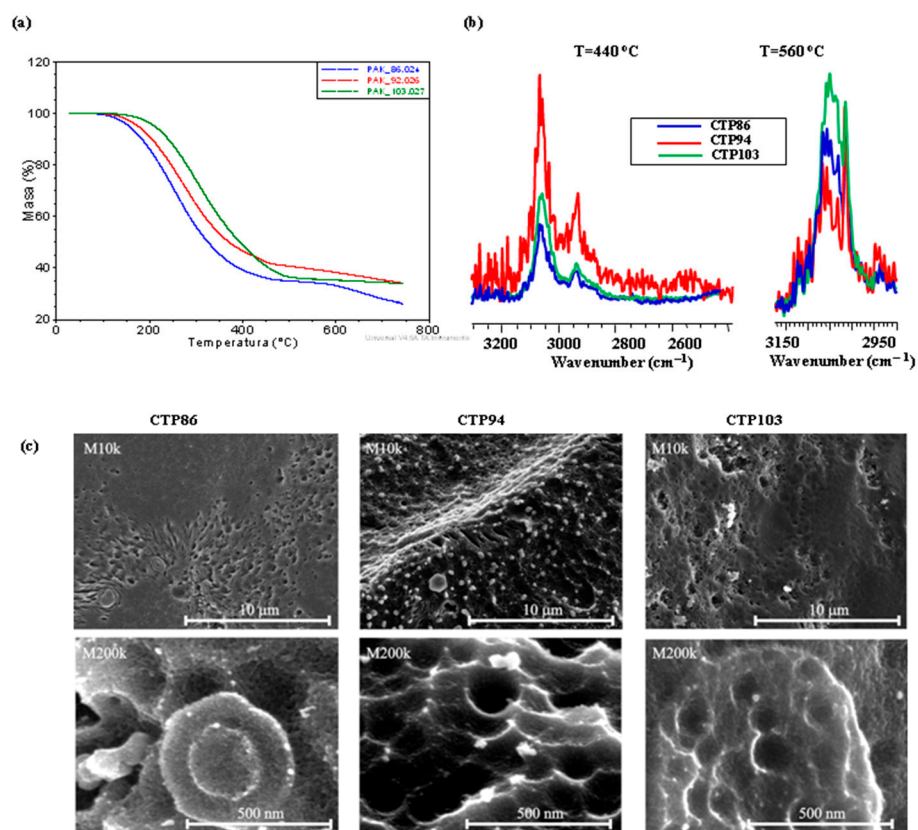 (a)
120
100
80
60
40
20
0
200
400
600
800
Masa (%)
Temperatura (°C)
PAK_86.024
PAK_92.026
PAK_103.027
(b)
T=440 °C
T=560 °C
CTP86
CTP94
CTP103
3200
3000
2800
2600
Wavenumber (cm⁻¹)
3150
2950
Wavenumber (cm⁻¹)
(c)
CTP86
CTP94
CTP103
M10k
10 µm
M10k
10 µm
M10k
10 µm
M200k
500 nm
M200k
500 nm
M200k
500 nm